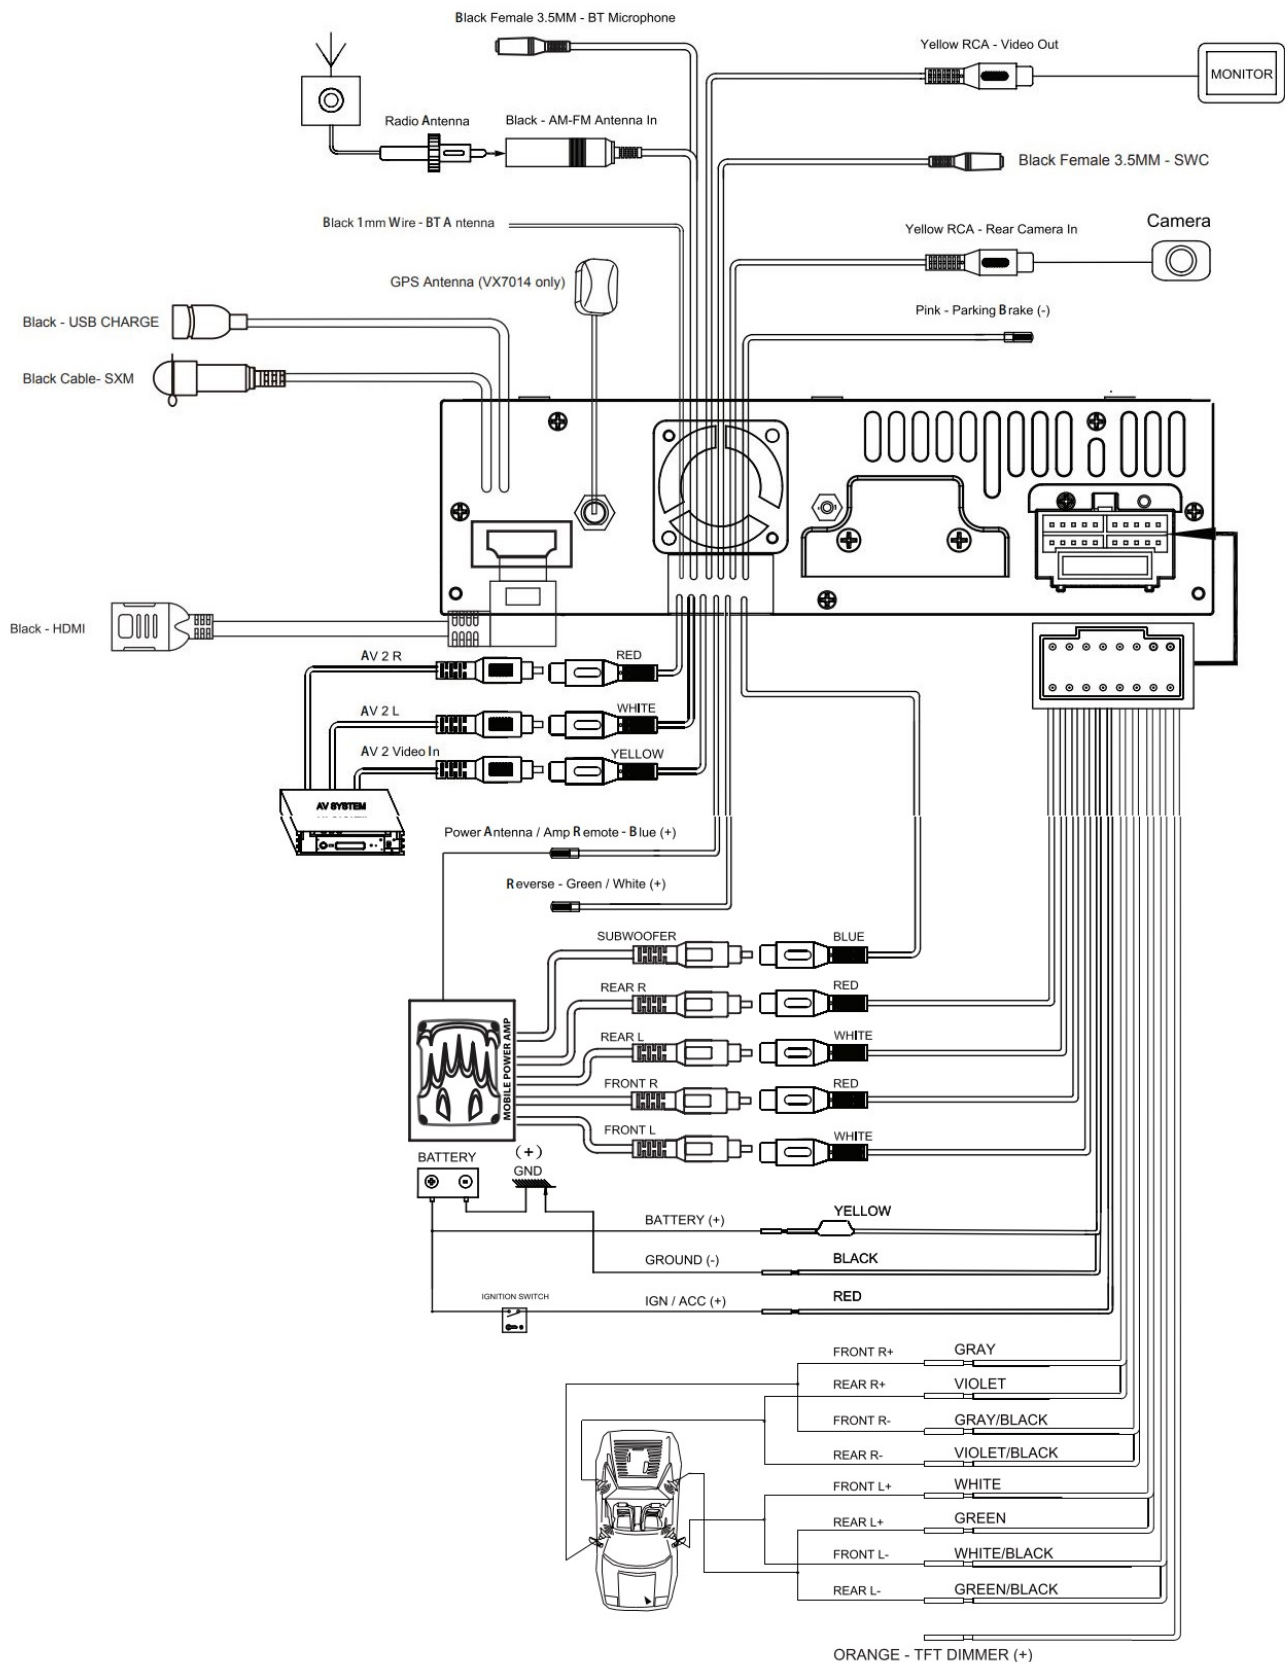 Black Female 3.5MM - BT Microphone
Yellow RCA - Video Out
MONITOR
Radio Antenna
Black - AM-FM Antenna In
Black Female 3.5MM - SWC
Black 1mm Wire - BT A ntenna
Yellow RCA - Rear Camera In
Camera
GPS Antenna (VX7014 only)
Pink - Parking Brake (-)
Black - USB CHARGE
Black Cable- SXM
Black - HDMI
AV 2 R
RED
AV 2 L
WHITE
AV 2 Video In
YELLOW
AV SYSTEM
Power Antenna / Amp Remote - Blue (+)
Reverse - Green / White (+)
SUBWOOFER
BLUE
REAR R
RED
REAR L
WHITE
FRONT R
RED
FRONT L
WHITE
MOBILE POWER AMP
BATTERY
(+)
GND
BATTERY (+)
YELLOW
GROUND (-)
BLACK
IGNITION SWITCH
IGN / ACC (+)
RED
FRONT R+
GRAY
REAR R+
VIOLET
FRONT R-
GRAY/BLACK
REAR R-
VIOLET/BLACK
FRONT L+
WHITE
REAR L+
GREEN
FRONT L-
WHITE/BLACK
REAR L-
GREEN/BLACK
ORANGE - TFT DIMMER (+)